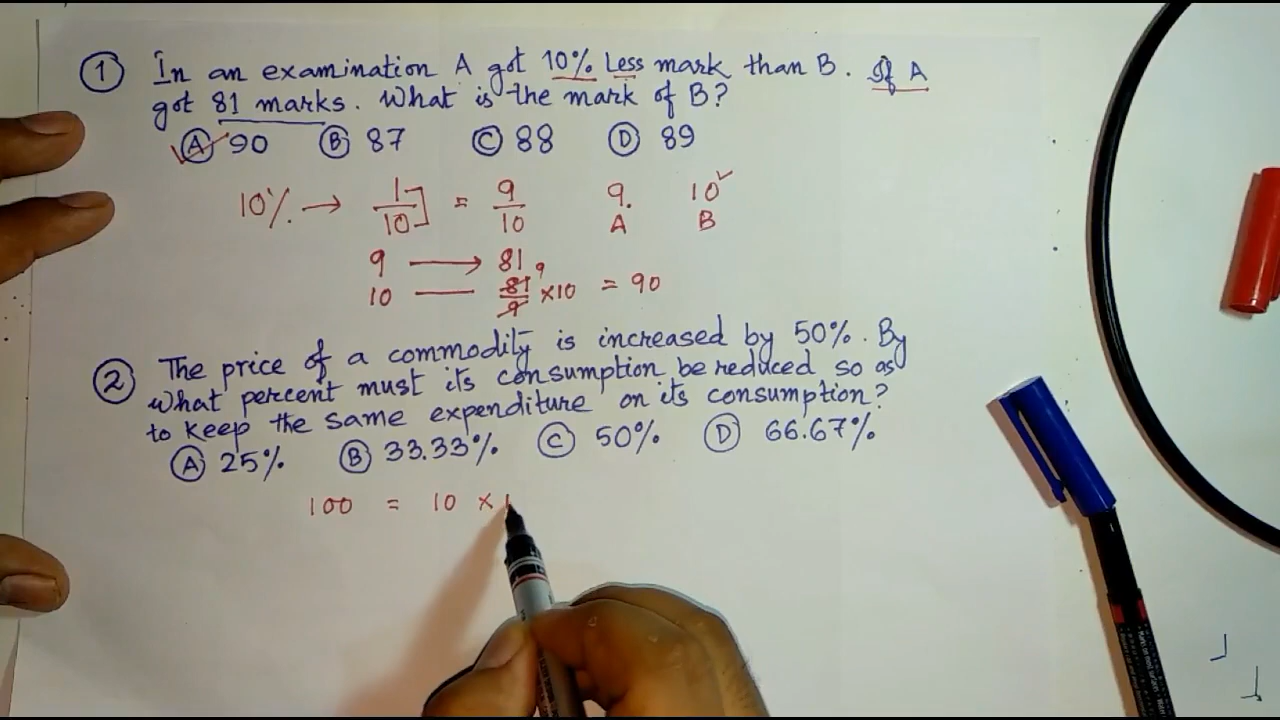 ① In an examination A got 10% Less mark than B. If A
got 81 marks. What is the mark of B?
Ⓐ 90 Ⓑ 87 Ⓒ 88 Ⓓ 89
10% → 1/10 = 9/10 9 10
A B
9 → 81
10 — 81/9 9 ×10 = 90
② The price of a commodity is increased by 50%. By
what percent must its consumption be reduced so as
to keep the same expenditure on its consumption?
Ⓐ 25% Ⓑ 33.33% Ⓒ 50% Ⓓ 66.67%
100 = 10 × 1